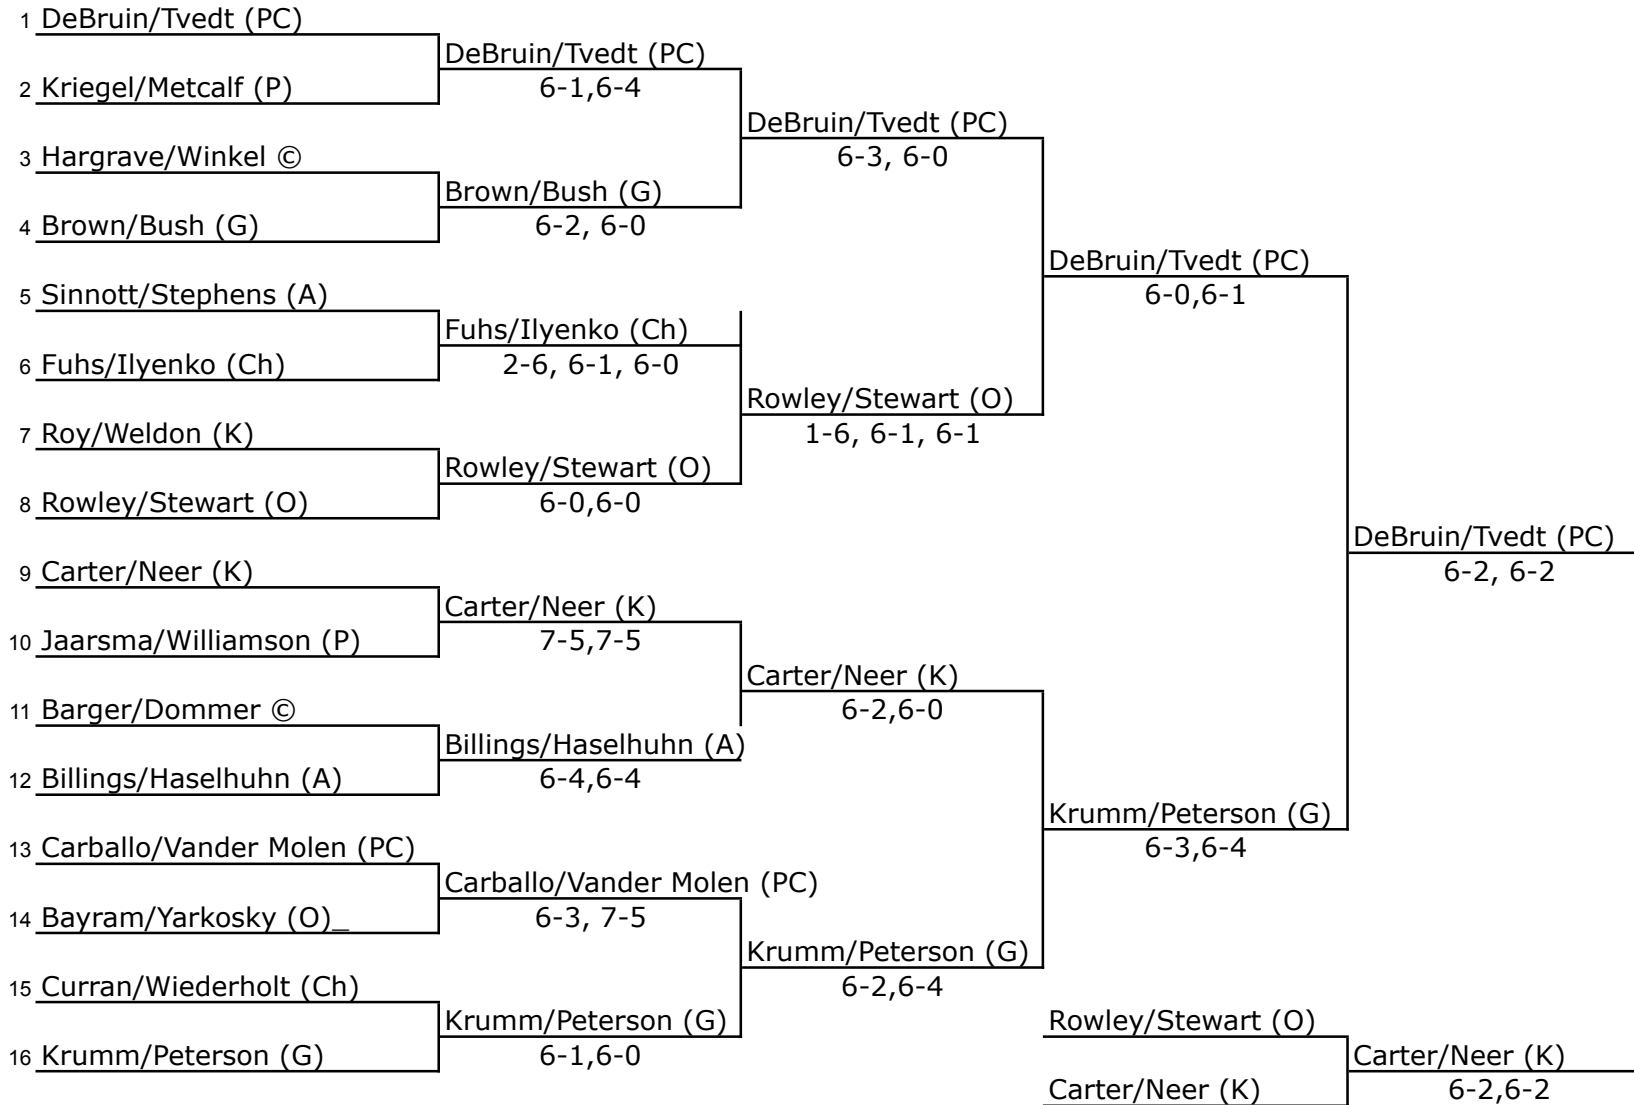 1 DeBruin/Tvedt (PC)
DeBruin/Tvedt (PC)
2 Kriegel/Metcalf (P)
6-1,6-4
DeBruin/Tvedt (PC)
3 Hargrave/Winkel ©
6-3, 6-0
Brown/Bush (G)
4 Brown/Bush (G)
6-2, 6-0
DeBruin/Tvedt (PC)
5 Sinnott/Stephens (A)
6-0,6-1
Fuhs/Ilyenko (Ch)
6 Fuhs/Ilyenko (Ch)
2-6, 6-1, 6-0
Rowley/Stewart (O)
7 Roy/Weldon (K)
1-6, 6-1, 6-1
Rowley/Stewart (O)
8 Rowley/Stewart (O)
6-0,6-0
DeBruin/Tvedt (PC)
9 Carter/Neer (K)
6-2, 6-2
Carter/Neer (K)
10 Jaarsma/Williamson (P)
7-5,7-5
Carter/Neer (K)
11 Barger/Dommer ©
6-2,6-0
Billings/Haselhuhn (A)
12 Billings/Haselhuhn (A)
6-4,6-4
Krumm/Peterson (G)
13 Carballo/Vander Molen (PC)
6-3,6-4
Carballo/Vander Molen (PC)
14 Bayram/Yarkosky (O)_
6-3, 7-5
Krumm/Peterson (G)
15 Curran/Wiederholt (Ch)
6-2,6-4
Krumm/Peterson (G)
Rowley/Stewart (O)
16 Krumm/Peterson (G)
6-1,6-0
Carter/Neer (K)
Carter/Neer (K)
6-2,6-2